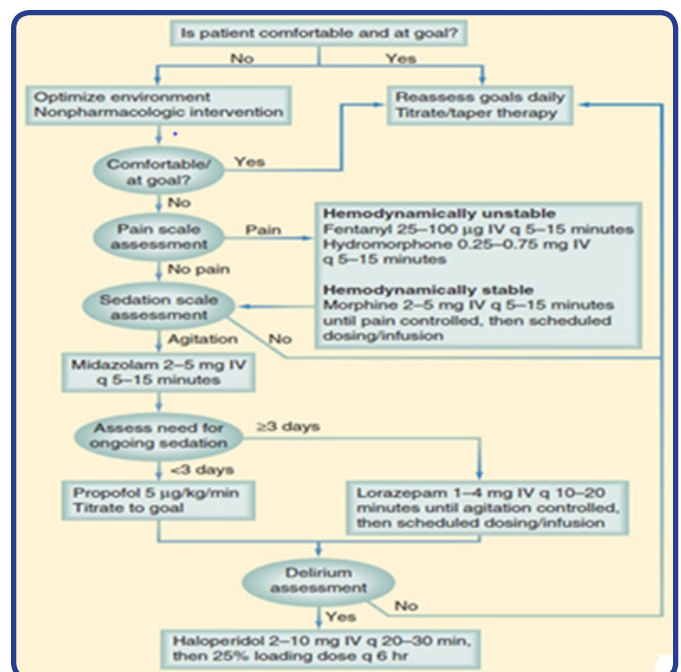 Is patient comfortable and at goal?
No
Yes
Optimize environment
Nonpharmacologic intervention
Reassess goals daily
Titrate/taper therapy
Comfortable/
at goal?
Yes
No
Pain scale
assessment
Pain
Hemodynamically unstable
Fentanyl 25–100 μg IV q 5–15 minutes
Hydromorphone 0.25–0.75 mg IV
q 5–15 minutes
Hemodynamically stable
Morphine 2–5 mg IV q 5–15 minutes
until pain controlled, then scheduled
dosing/infusion
No pain
Sedation scale
assessment
Agitation
No
Midazolam 2–5 mg IV
q 5–15 minutes
Assess need for
ongoing sedation
≥3 days
<3 days
Propofol 5 μg/kg/min
Titrate to goal
Lorazepam 1–4 mg IV q 10–20
minutes until agitation controlled,
then scheduled dosing/infusion
Delirium
assessment
No
Yes
Haloperidol 2–10 mg IV q 20–30 min,
then 25% loading dose q 6 hr